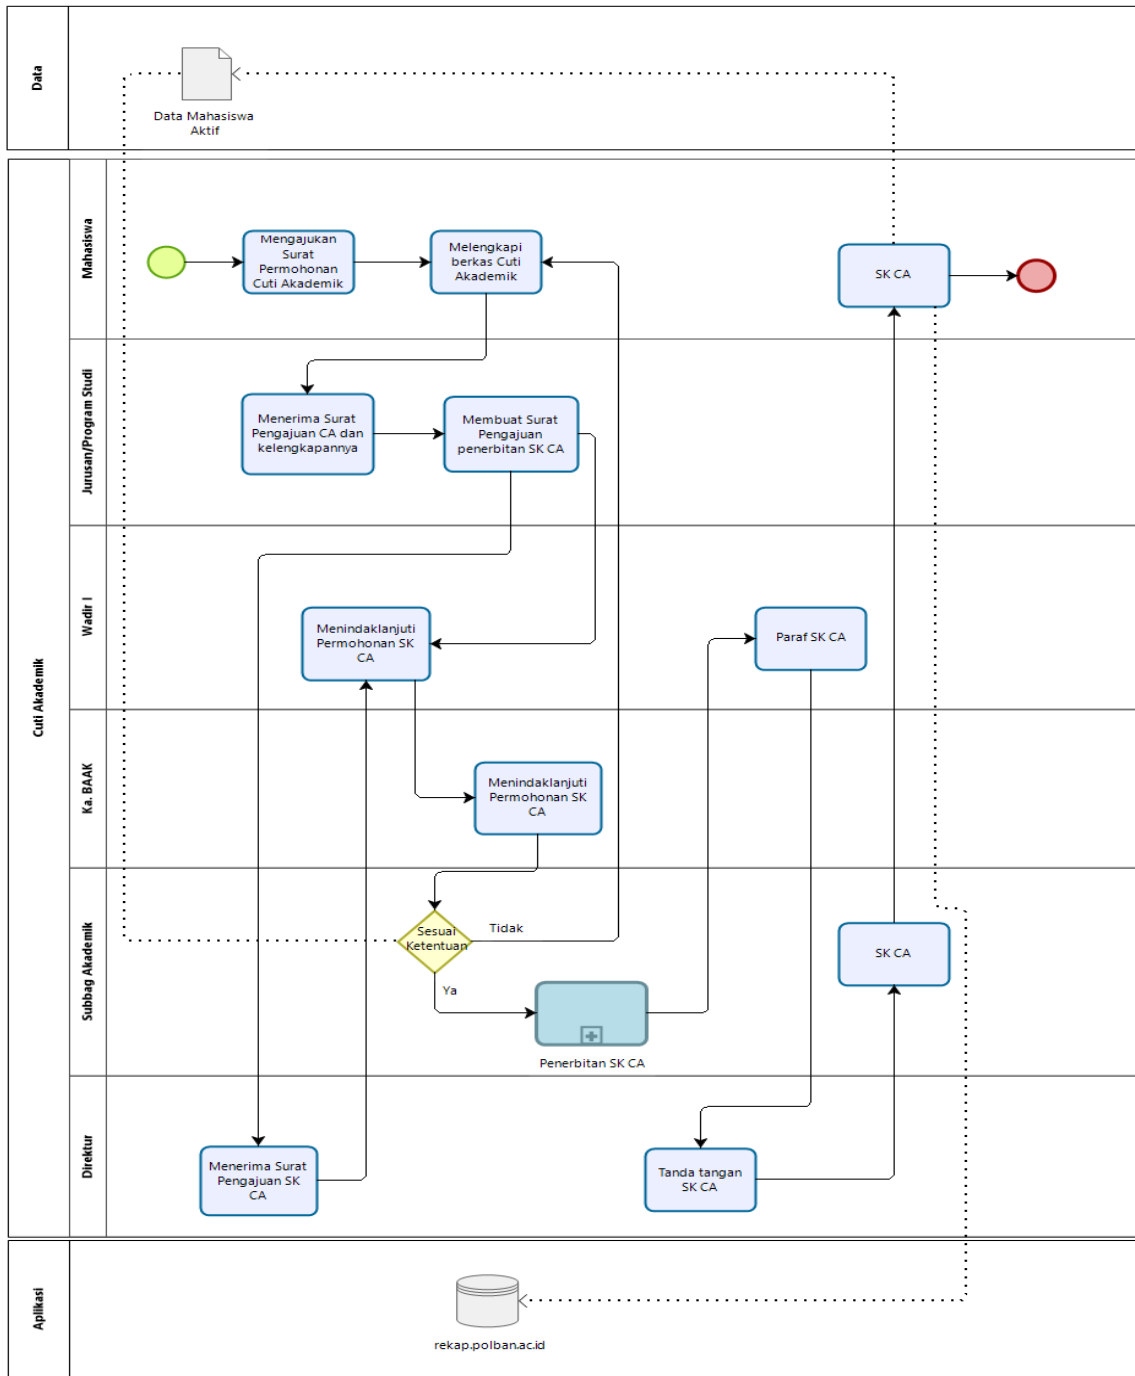 Data
Data Mahasiswa
Aktif
Cuti Akademik
Mahasiswa
Mengajukan
Surat
Permohonan
Cuti Akademik
Melengkapi
berkas Cuti
Akademik
SK CA
Jurusan/Program Studi
Menerima Surat
Pengajuan CA dan
kelengkapannya
Membuat Surat
Pengajuan
penerbitan SK CA
Wadir I
Menindaklanjuti
Permohonan SK
CA
Paraf SK CA
Ka. BAAK
Menindaklanjuti
Permohonan SK
CA
Subbag Akademik
Sesuai
Ketentuan
Tidak
Ya
Penerbitan SK CA
SK CA
Direktur
Menerima Surat
Pengajuan SK
CA
Tanda tangan
SK CA
Aplikasi
rekap.polban.ac.id